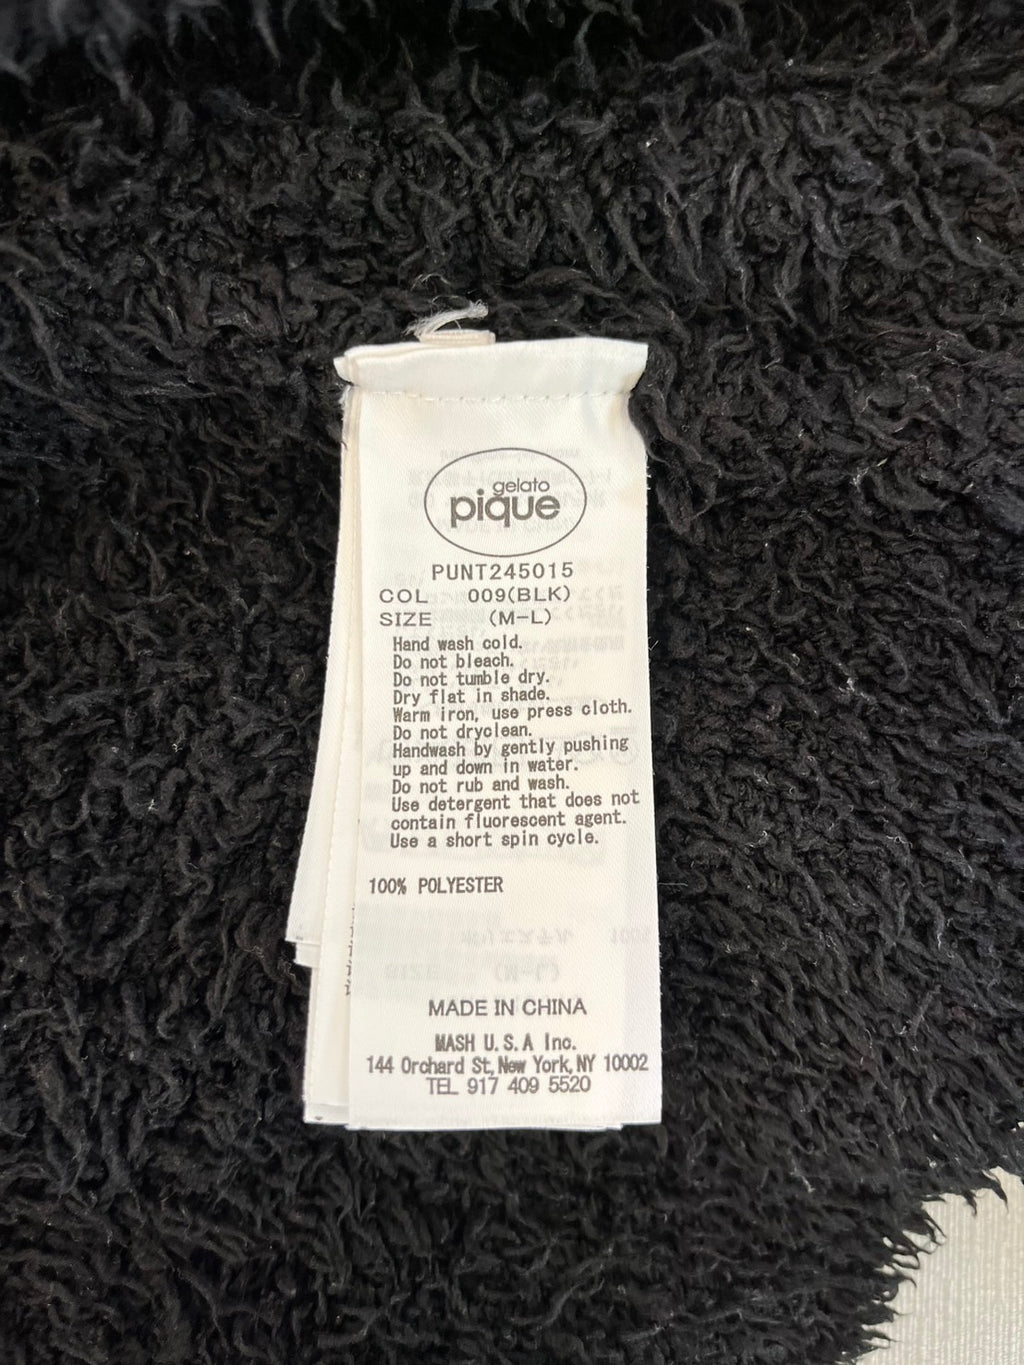 gelato
pique
PUNT245015
COL 009(BLK)
SIZE (M-L)
Hand wash cold.
Do not bleach.
Do not tumble dry.
Dry flat in shade.
Warm iron, use press cloth.
Do not dryclean.
Handwash by gently pushing
up and down in water.
Do not rub and wash.
Use detergent that does not
contain fluorescent agent.
Use a short spin cycle.
100% POLYESTER
MADE IN CHINA
MASH U.S.A Inc.
144 Orchard St, New York, NY 10002
TEL 917 409 5520